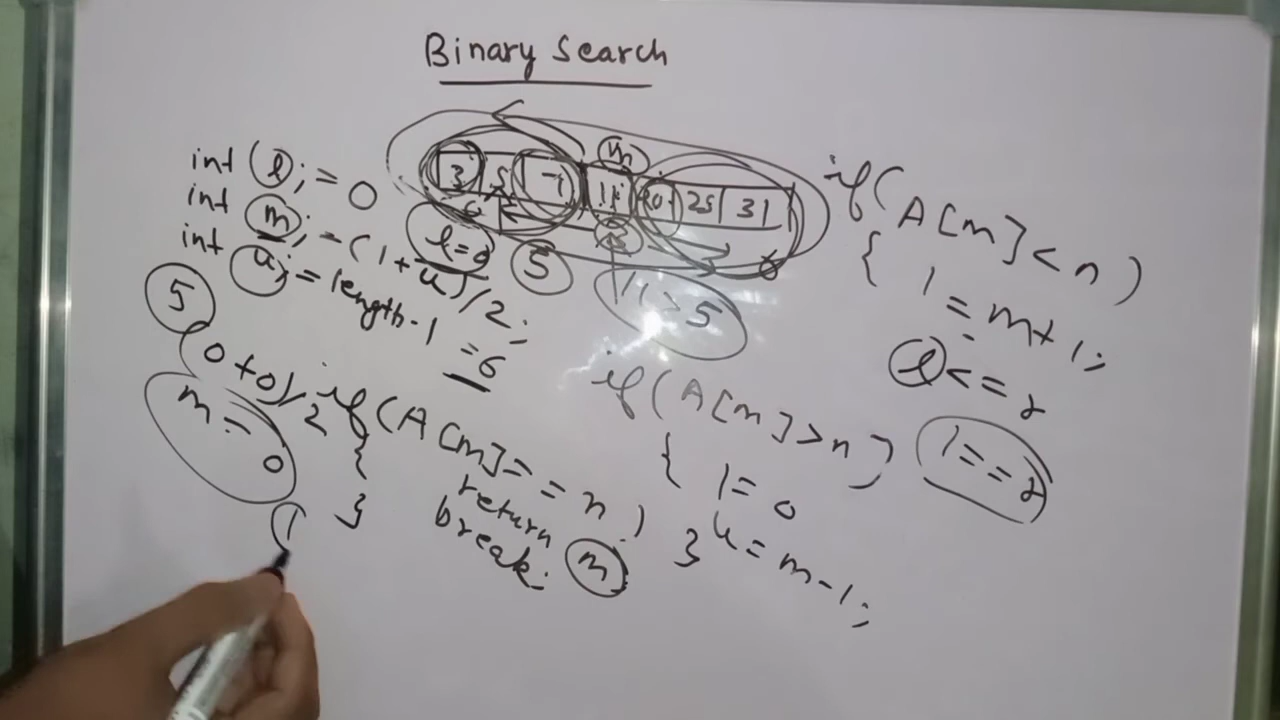 Binary Search
m
3 5 7 11 20 25 31
int l; = 0
int m; = (l+u)/2;
int u; = length-1 = 6
l=0
5
11 > 5
5
(0+0)/2
m = 0
if(A[m]==n)
{
return m
break;
}
if(A[m]>n)
{
l=0
u=m-1;
}
if(A[m]<n)
{
l=m+1;
l<=r
l==r